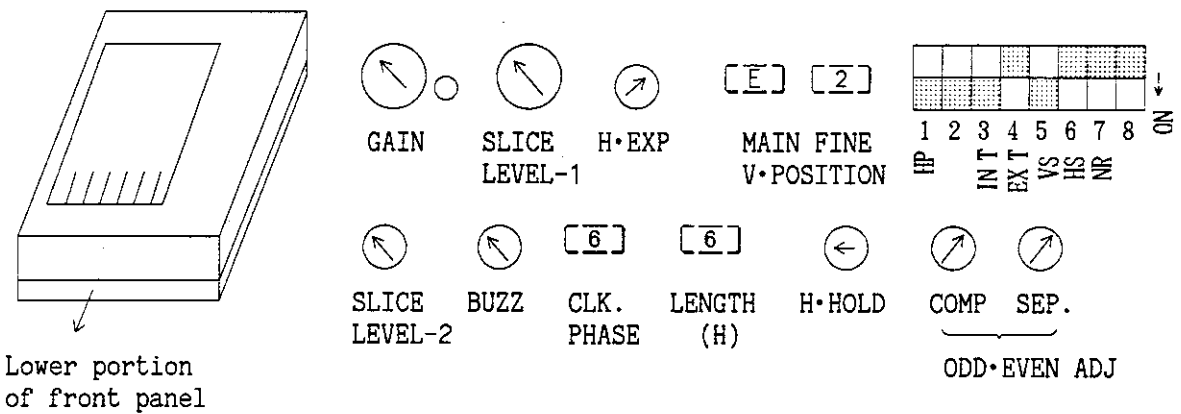 GAIN
SLICE
LEVEL-1
H•EXP
E
2
MAIN FINE
V•POSITION
1 2 3 4 5 6 7 8
HP
INT
EXT
VS
HS
NR
ON
SLICE
LEVEL-2
BUZZ
6
CLK.
PHASE
6
LENGTH
(H)
H•HOLD
COMP SEP.
ODD•EVEN ADJ
Lower portion
of front panel